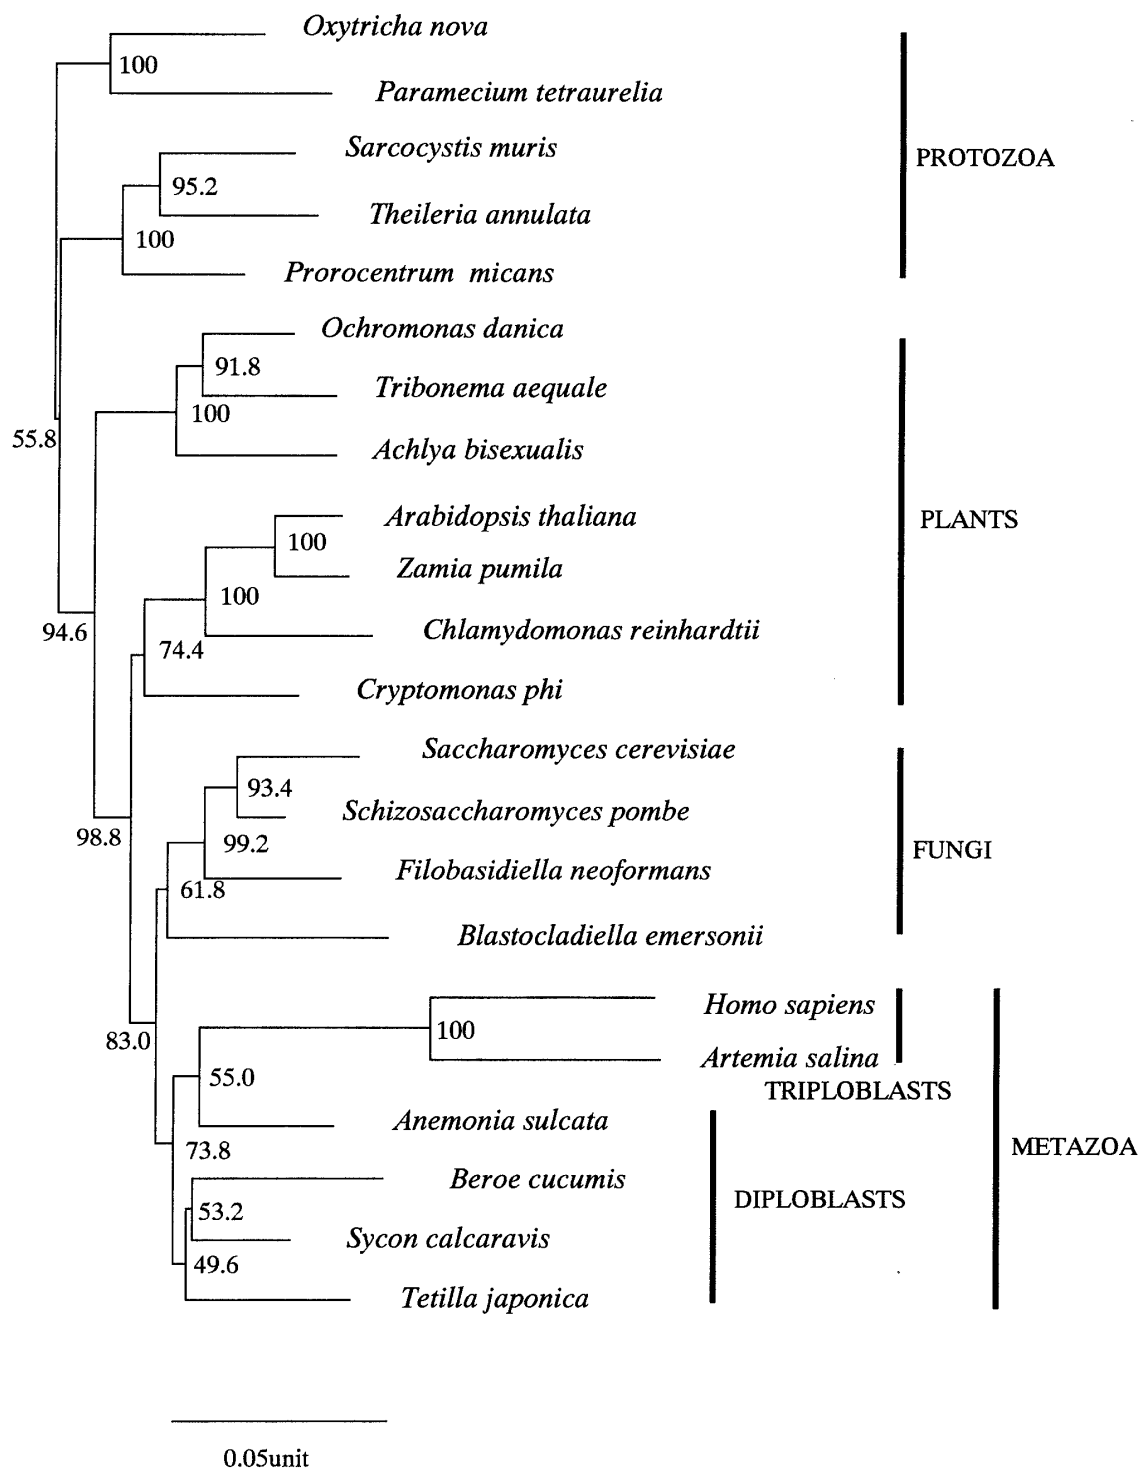 Oxytricha nova
100
Paramecium tetraurelia
Sarcocystis muris
PROTOZOA
95.2
Theileria annulata
100
Prorocentrum micans
Ochromonas danica
91.8
Tribonema aequale
100
55.8
Achlya bisexualis
Arabidopsis thaliana
PLANTS
100
Zamia pumila
100
Chlamydomonas reinhardtii
94.6
74.4
Cryptomonas phi
Saccharomyces cerevisiae
93.4
Schizosaccharomyces pombe
98.8
99.2
FUNGI
Filobasidiella neoformans
61.8
Blastocladiella emersonii
Homo sapiens
100
83.0
Artemia salina
55.0
TRIPLOBLASTS
Anemonia sulcata
73.8
METAZOA
Beroe cucumis
DIPLOBLASTS
53.2
Sycon calcaravis
49.6
Tetilla japonica
0.05unit